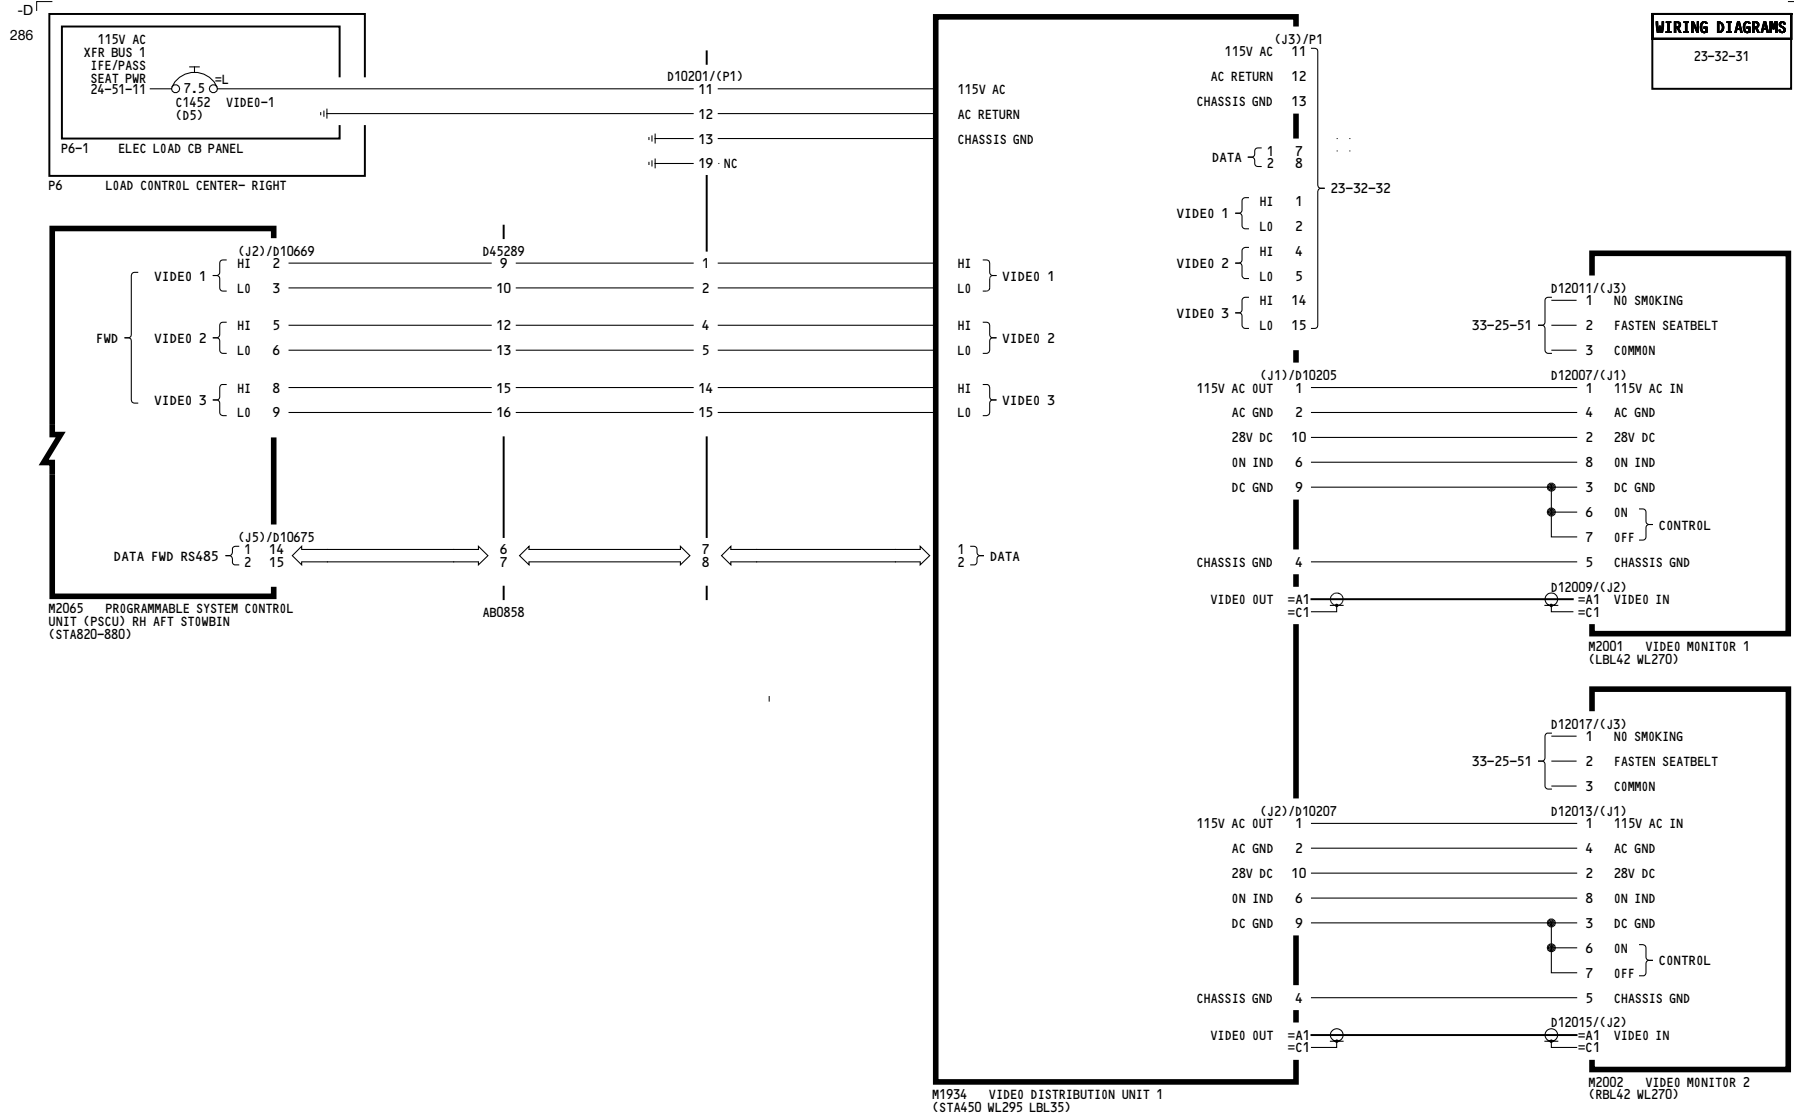 -D
286
WIRING DIAGRAMS
23-32-31
115V AC
XFR BUS 1
IFE/PASS
SEAT PWR
24-51-11
7.5
=L
C1452 VIDEO-1
(D5)
P6-1 ELEC LOAD CB PANEL
P6 LOAD CONTROL CENTER- RIGHT
D10201/(P1)
11 115V AC
12 AC RETURN
13 CHASSIS GND
19 NC
(J3)/P1
115V AC 11
AC RETURN 12
CHASSIS GND 13
DATA 1 7
2 8
23-32-32
VIDEO 1 HI 1
LO 2
VIDEO 2 HI 4
LO 5
VIDEO 3 HI 14
LO 15
(J2)/D10669 D45289
FWD
VIDEO 1 HI 2 9 1 HI VIDEO 1
LO 3 10 2 LO
VIDEO 2 HI 5 12 4 HI VIDEO 2
LO 6 13 5 LO
VIDEO 3 HI 8 15 14 HI VIDEO 3
LO 9 16 15 LO
(J5)/D10675
DATA FWD RS485 1 14 6 7 1 DATA
2 15 7 8 2
M2065 PROGRAMMABLE SYSTEM CONTROL
UNIT (PSCU) RH AFT STOWBIN
(STA820-880)
AB0858
D12011/(J3)
33-25-51
1 NO SMOKING
2 FASTEN SEATBELT
3 COMMON
(J1)/D10205 D12007/(J1)
115V AC OUT 1 1 115V AC IN
AC GND 2 4 AC GND
28V DC 10 2 28V DC
ON IND 6 8 ON IND
DC GND 9 3 DC GND
6 ON
CONTROL
7 OFF
CHASSIS GND 4 5 CHASSIS GND
D12009/(J2)
VIDEO OUT =A1 =A1 VIDEO IN
=C1 =C1
M2001 VIDEO MONITOR 1
(LBL42 WL270)
D12017/(J3)
33-25-51
1 NO SMOKING
2 FASTEN SEATBELT
3 COMMON
(J2)/D10207 D12013/(J1)
115V AC OUT 1 1 115V AC IN
AC GND 2 4 AC GND
28V DC 10 2 28V DC
ON IND 6 8 ON IND
DC GND 9 3 DC GND
6 ON
CONTROL
7 OFF
CHASSIS GND 4 5 CHASSIS GND
D12015/(J2)
VIDEO OUT =A1 =A1 VIDEO IN
=C1 =C1
M2002 VIDEO MONITOR 2
(RBL42 WL270)
M1934 VIDEO DISTRIBUTION UNIT 1
(STA450 WL295 LBL35)